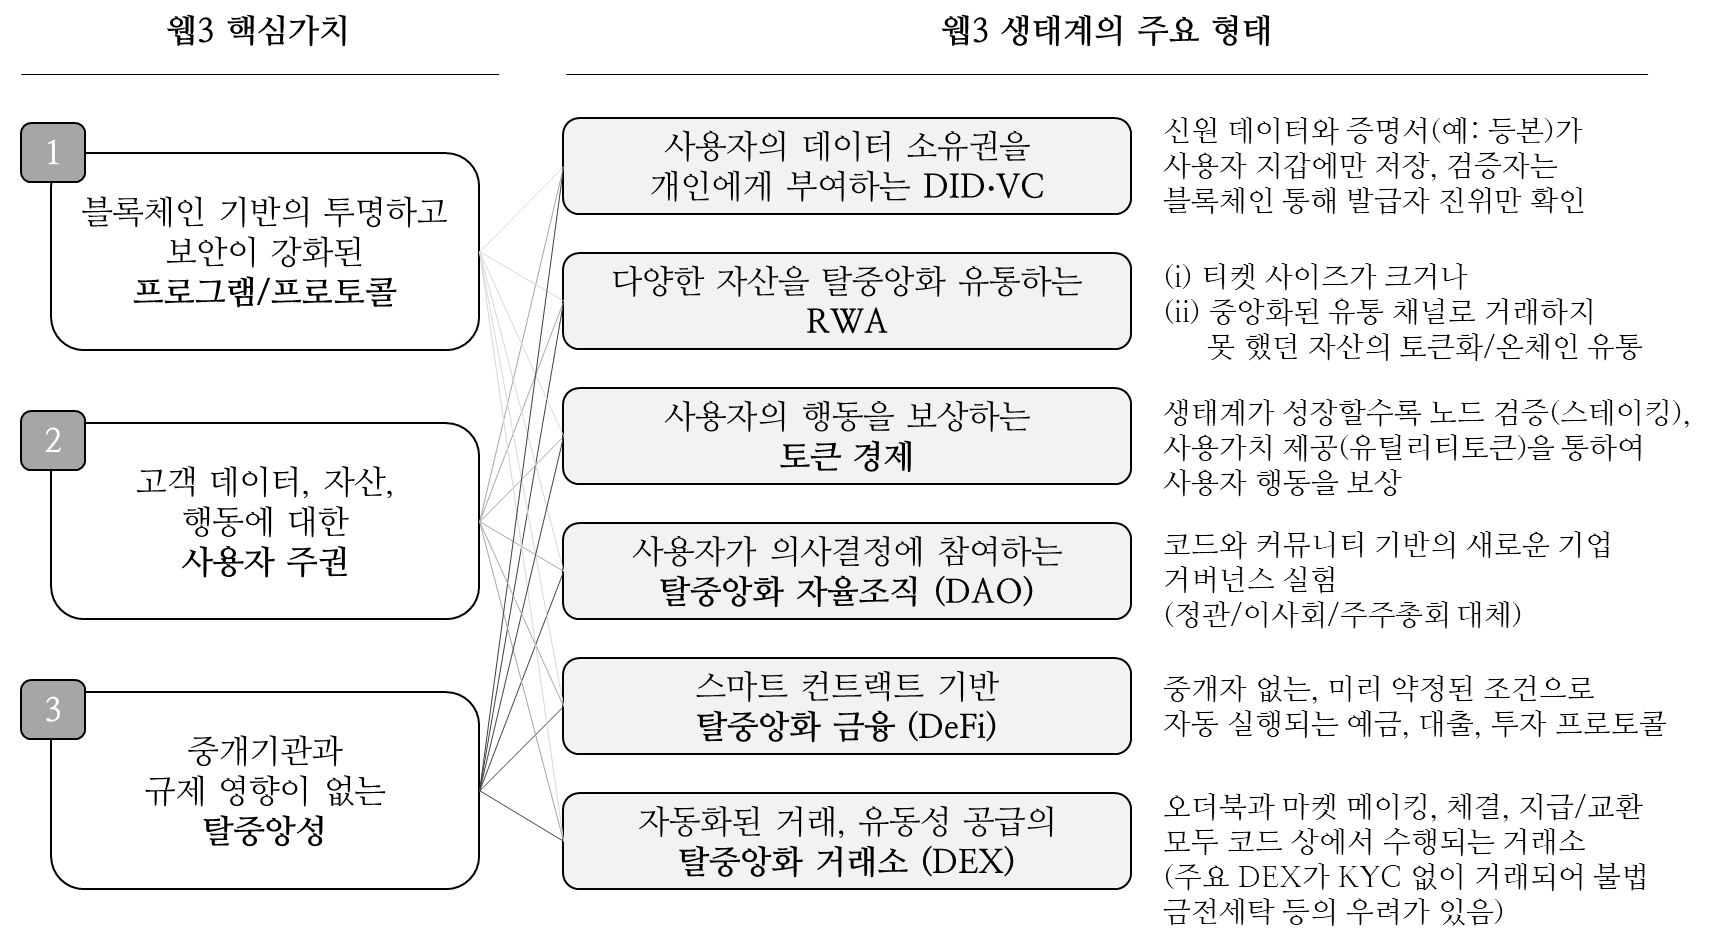 웹3 핵심가치
웹3 생태계의 주요 형태
1
블록체인 기반의 투명하고
보안이 강화된
프로그램/프로토콜
2
고객 데이터, 자산,
행동에 대한
사용자 주권
3
중개기관과
규제 영향이 없는
탈중앙성
사용자의 데이터 소유권을
개인에게 부여하는 DID·VC
신원 데이터와 증명서(예: 등본)가
사용자 지갑에만 저장, 검증자는
블록체인 통해 발급자 진위만 확인
다양한 자산을 탈중앙화 유통하는
RWA
(i) 티켓 사이즈가 크거나
(ii) 중앙화된 유통 채널로 거래하지
못 했던 자산의 토큰화/온체인 유통
사용자의 행동을 보상하는
토큰 경제
생태계가 성장할수록 노드 검증(스테이킹),
사용가치 제공(유틸리티토큰)을 통하여
사용자 행동을 보상
사용자가 의사결정에 참여하는
탈중앙화 자율조직 (DAO)
코드와 커뮤니티 기반의 새로운 기업
거버넌스 실험
(정관/이사회/주주총회 대체)
스마트 컨트랙트 기반
탈중앙화 금융 (DeFi)
중개자 없는, 미리 약정된 조건으로
자동 실행되는 예금, 대출, 투자 프로토콜
자동화된 거래, 유동성 공급의
탈중앙화 거래소 (DEX)
오더북과 마켓 메이킹, 체결, 지급/교환
모두 코드 상에서 수행되는 거래소
(주요 DEX가 KYC 없이 거래되어 불법
금전세탁 등의 우려가 있음)